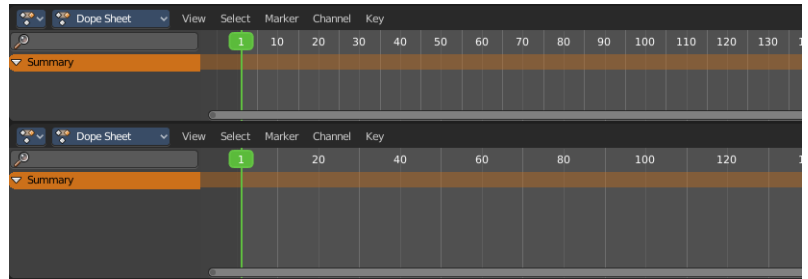 Dope Sheet View Select Marker Channel Key
1 10 20 30 40 50 60 70 80 90 100 110 120 130
Summary
Dope Sheet View Select Marker Channel Key
1 20 40 60 80 100 120
Summary